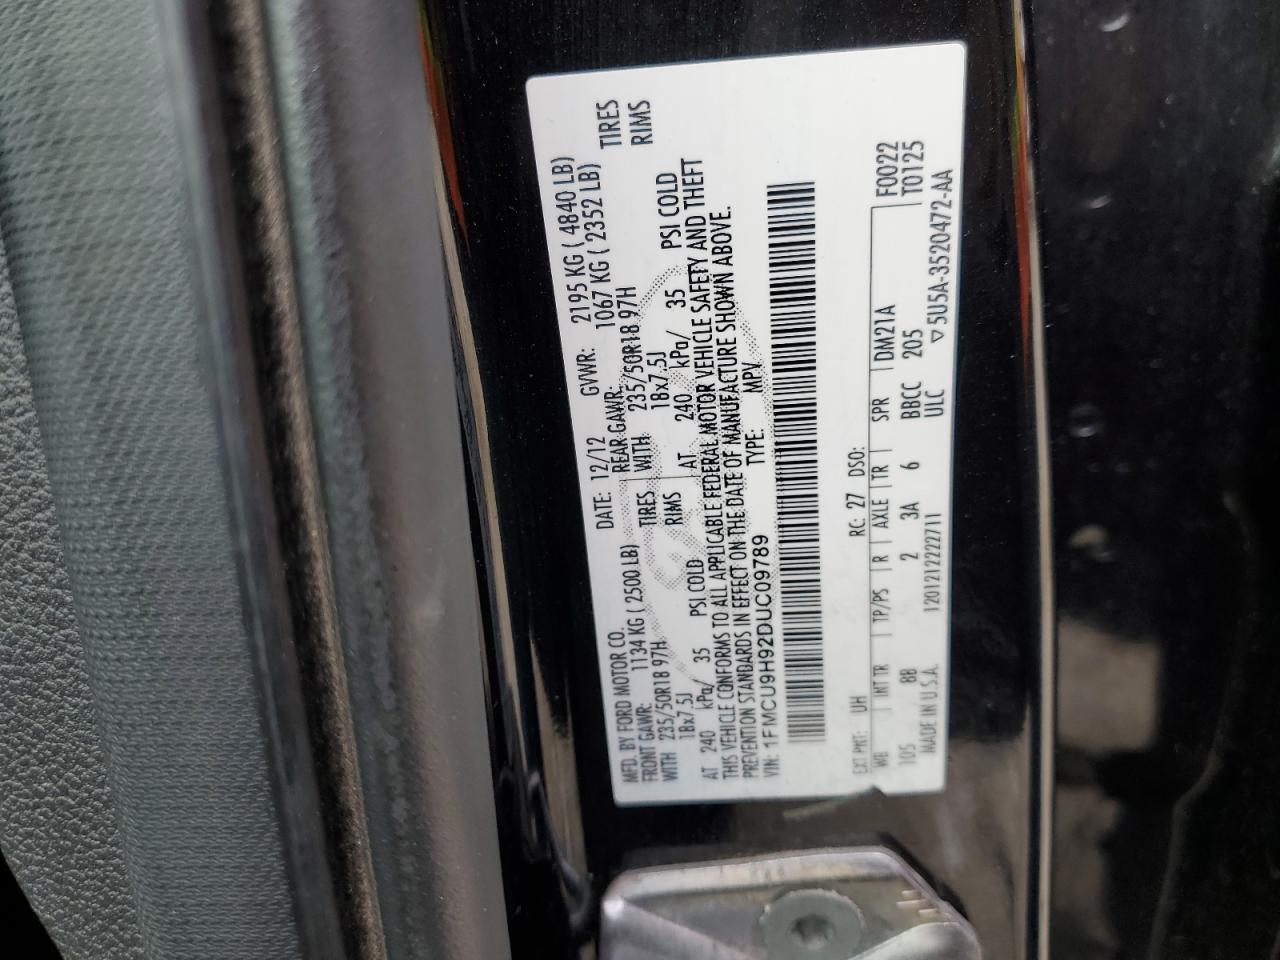 MFD. BY FORD MOTOR CO.
DATE: 12/12 GVWR: 2195 KG ( 4840 LB)
FRONT GAWR: 1134 KG ( 2500 LB) REAR GAWR: 1067 KG ( 2352 LB)
WITH 235/50R18 97H TIRES WITH 235/50R18 97H TIRES
18x7.5J RIMS 18x7.5J RIMS
AT 240 kPa/ 35 PSI COLD AT 240 kPa/ 35 PSI COLD
THIS VEHICLE CONFORMS TO ALL APPLICABLE FEDERAL MOTOR VEHICLE SAFETY AND THEFT
PREVENTION STANDARDS IN EFFECT ON THE DATE OF MANUFACTURE SHOWN ABOVE.
VIN: 1FMCU9H92DUC09789 TYPE: MPV
EXT PNT: UH RC: 27 DSO: F0022
WB INT TR TP/PS R AXLE TR SPR DM21A T0125
105 8B 2 3A 6 BBCC 205
MADE IN U.S.A. 1201212222711 ULC ▽ 5U5A-3520472-AA